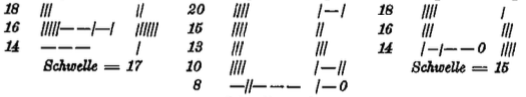 18 |||| ||
16 |||||——|—| ||||||
14 ——— |
Schwelle = 17
20 |||| |—|
15 |||| ||
13 ||| |||
10 |||| |—||
8 —||——— |—0
18 |||| |
16 ||| |||
14 |—|———0 ||||
Schwelle = 15